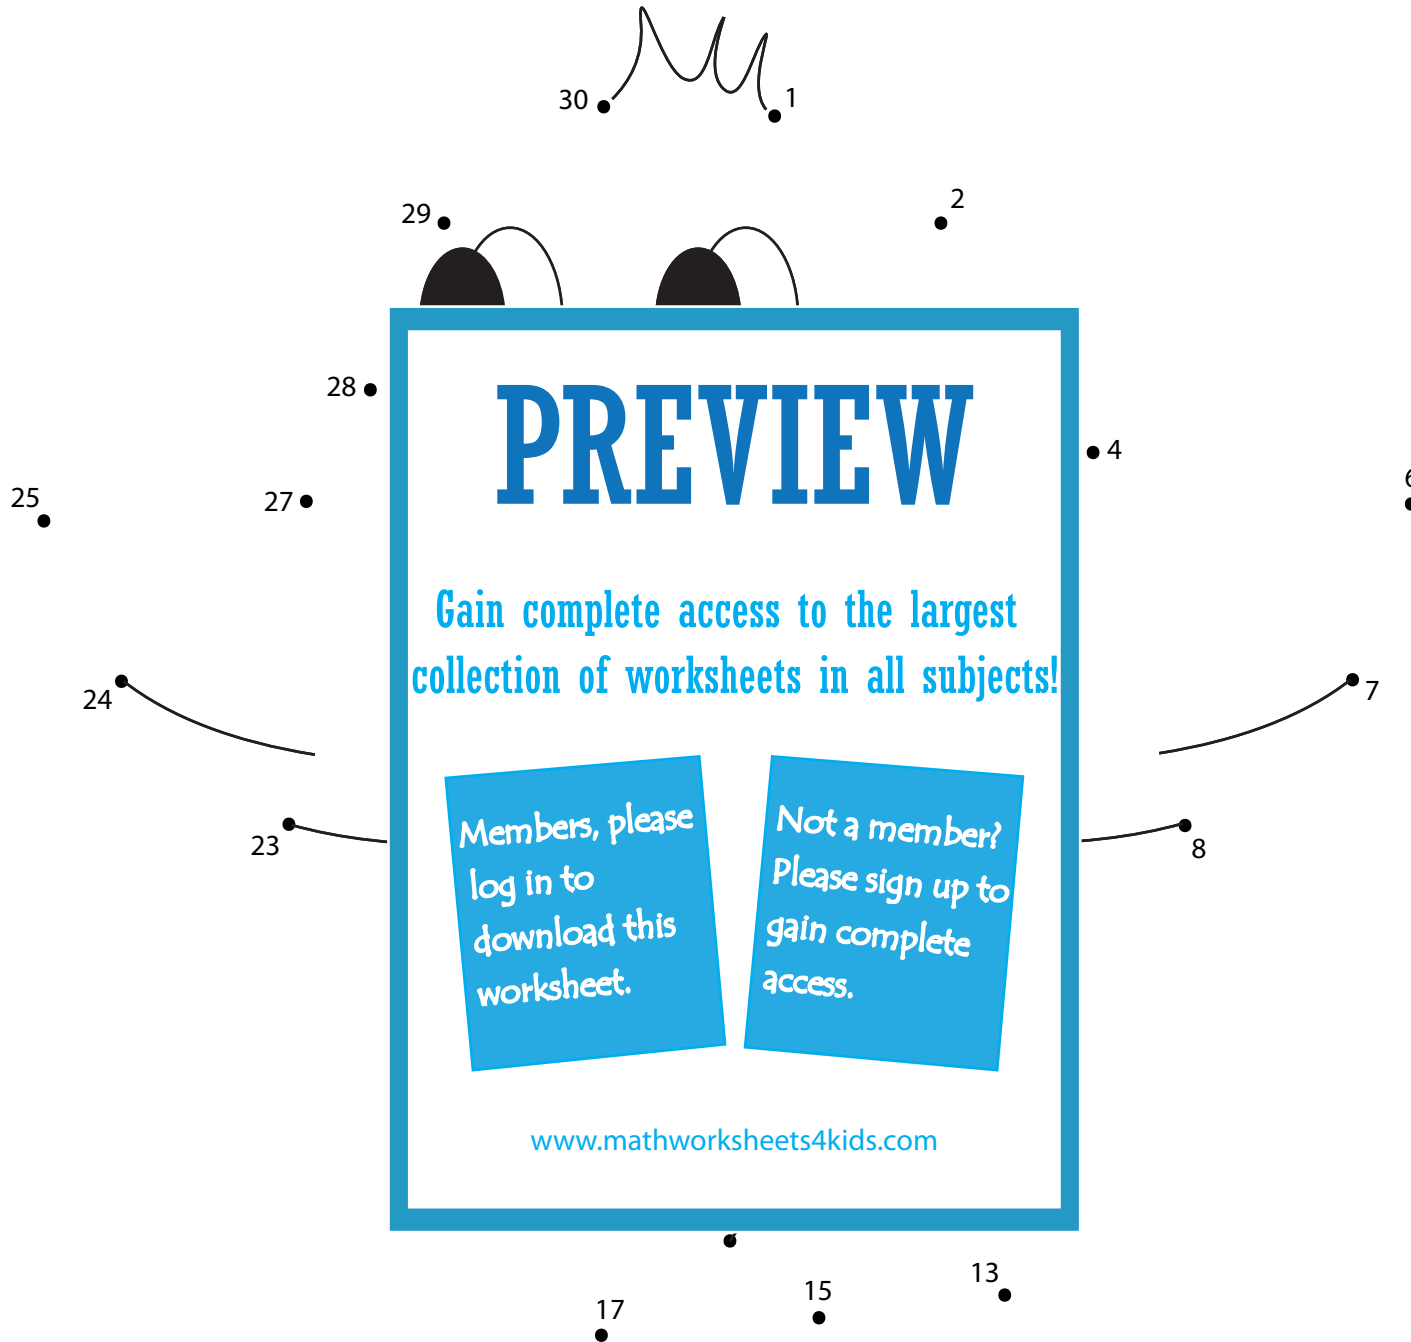 30
1
29
2
28
PREVIEW
4
25
27
6
Gain complete access to the largest
collection of worksheets in all subjects!
24
7
Members, please
log in to
download this
worksheet.
Not a member?
Please sign up to
gain complete
access.
23
8
www.mathworksheets4kids.com
13
15
17